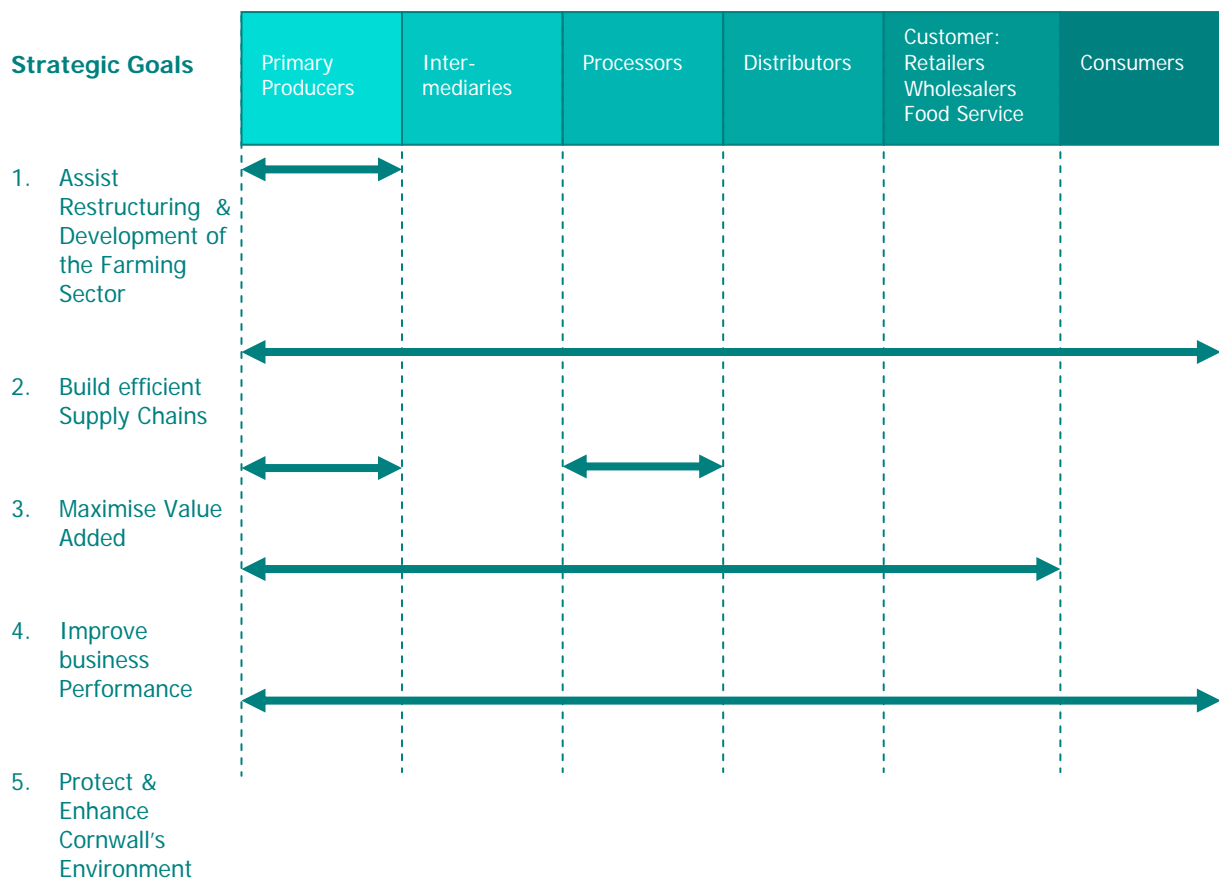 Strategic Goals
Primary
Producers
Inter-
mediaries
Processors
Distributors
Customer:
Retailers
Wholesalers
Food Service
Consumers
1. Assist
Restructuring &
Development of
the Farming
Sector
2. Build efficient
Supply Chains
3. Maximise Value
Added
4. Improve
business
Performance
5. Protect &
Enhance
Cornwall's
Environment